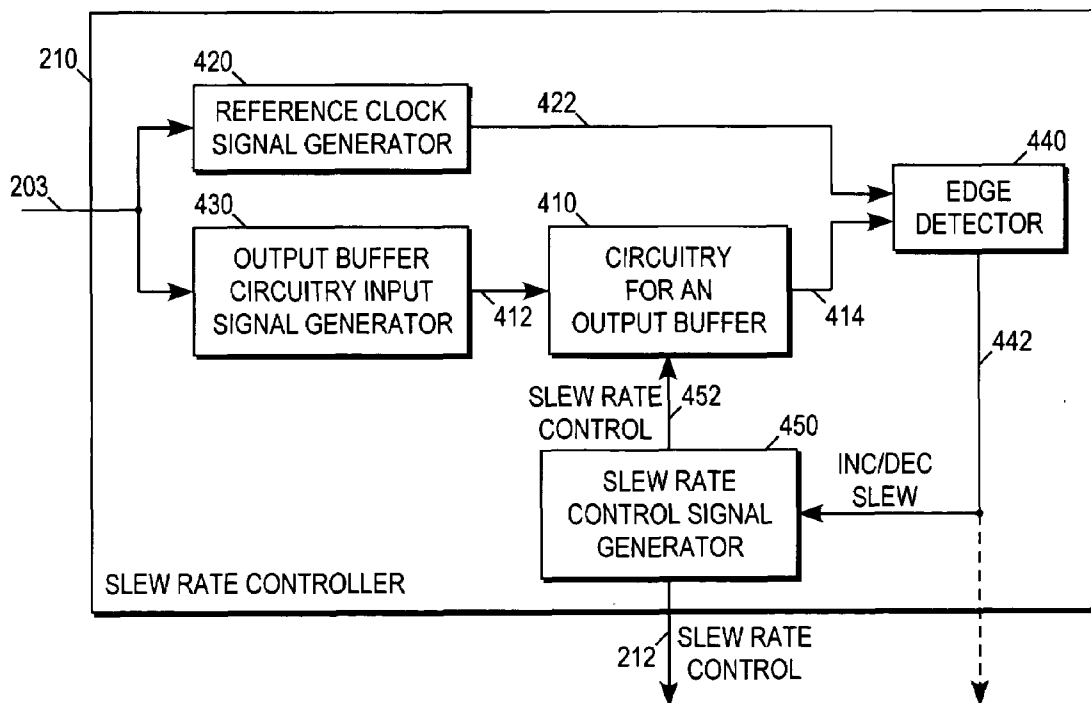 210
420
REFERENCE CLOCK
SIGNAL GENERATOR
422
440
EDGE
DETECTOR
203
430
OUTPUT BUFFER
CIRCUITRY INPUT
SIGNAL GENERATOR
412
410
CIRCUITRY
FOR AN
OUTPUT BUFFER
414
442
SLEW RATE
CONTROL
452
450
SLEW RATE
CONTROL SIGNAL
GENERATOR
INC/DEC
SLEW
SLEW RATE CONTROLLER
212
SLEW RATE
CONTROL